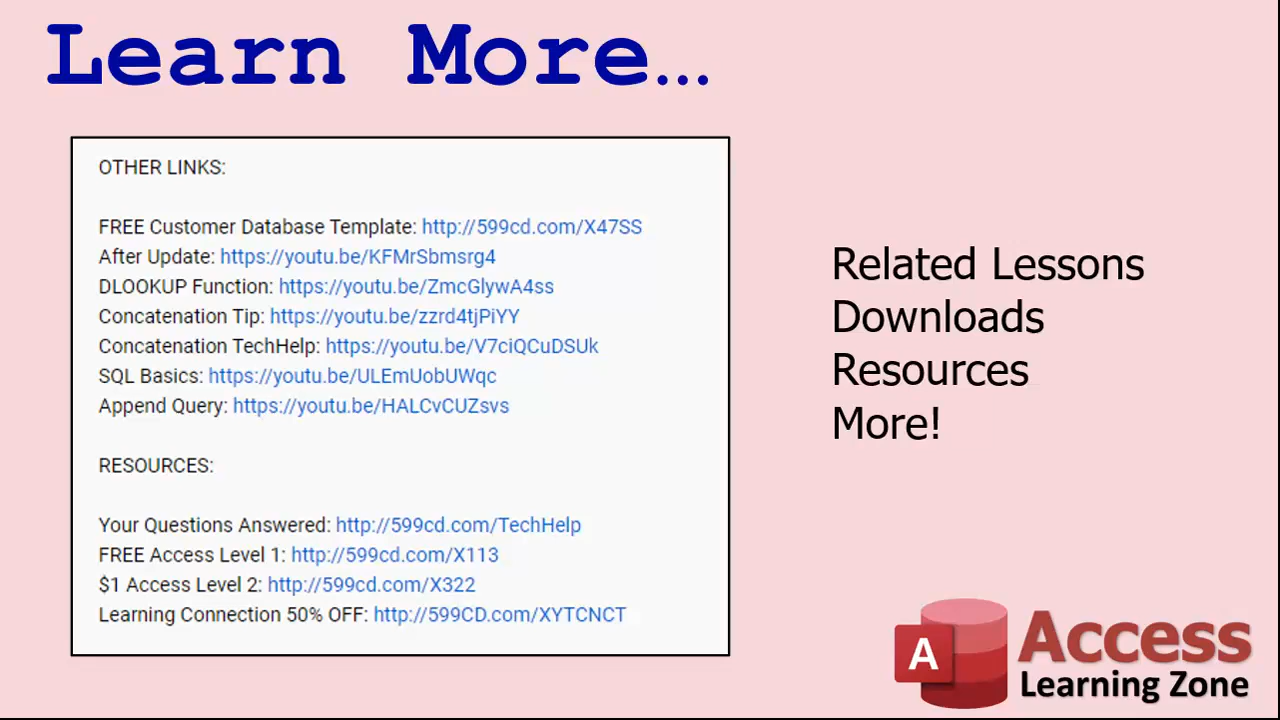 Learn More...
OTHER LINKS:
FREE Customer Database Template: http://599cd.com/X47SS
After Update: https://youtu.be/KFMrSbmsrg4
DLOOKUP Function: https://youtu.be/ZmcGlywA4ss
Concatenation Tip: https://youtu.be/zzrd4tjPiYY
Concatenation TechHelp: https://youtu.be/V7ciQCuDSUk
SQL Basics: https://youtu.be/ULEmUobUWqc
Append Query: https://youtu.be/HALCvCUZsvs
RESOURCES:
Your Questions Answered: http://599cd.com/TechHelp
FREE Access Level 1: http://599cd.com/X113
$1 Access Level 2: http://599cd.com/X322
Learning Connection 50% OFF: http://599CD.com/XYTCNCT
Related Lessons
Downloads
Resources
More!
A
Access
Learning Zone